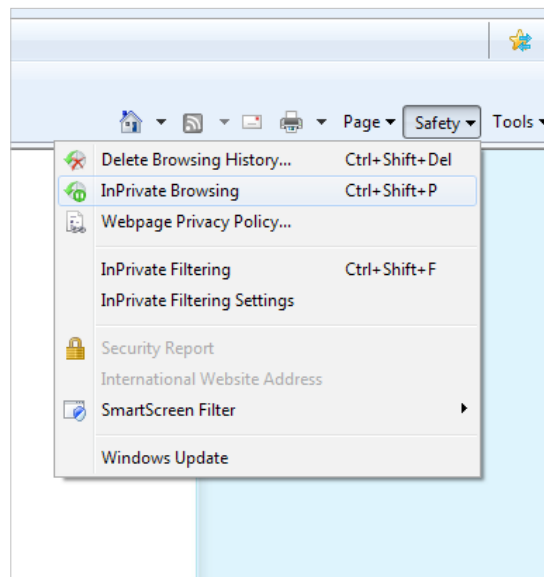 Page Safety Tools
Delete Browsing History... Ctrl+Shift+Del
InPrivate Browsing Ctrl+Shift+P
Webpage Privacy Policy...
InPrivate Filtering Ctrl+Shift+F
InPrivate Filtering Settings
Security Report
International Website Address
SmartScreen Filter
Windows Update